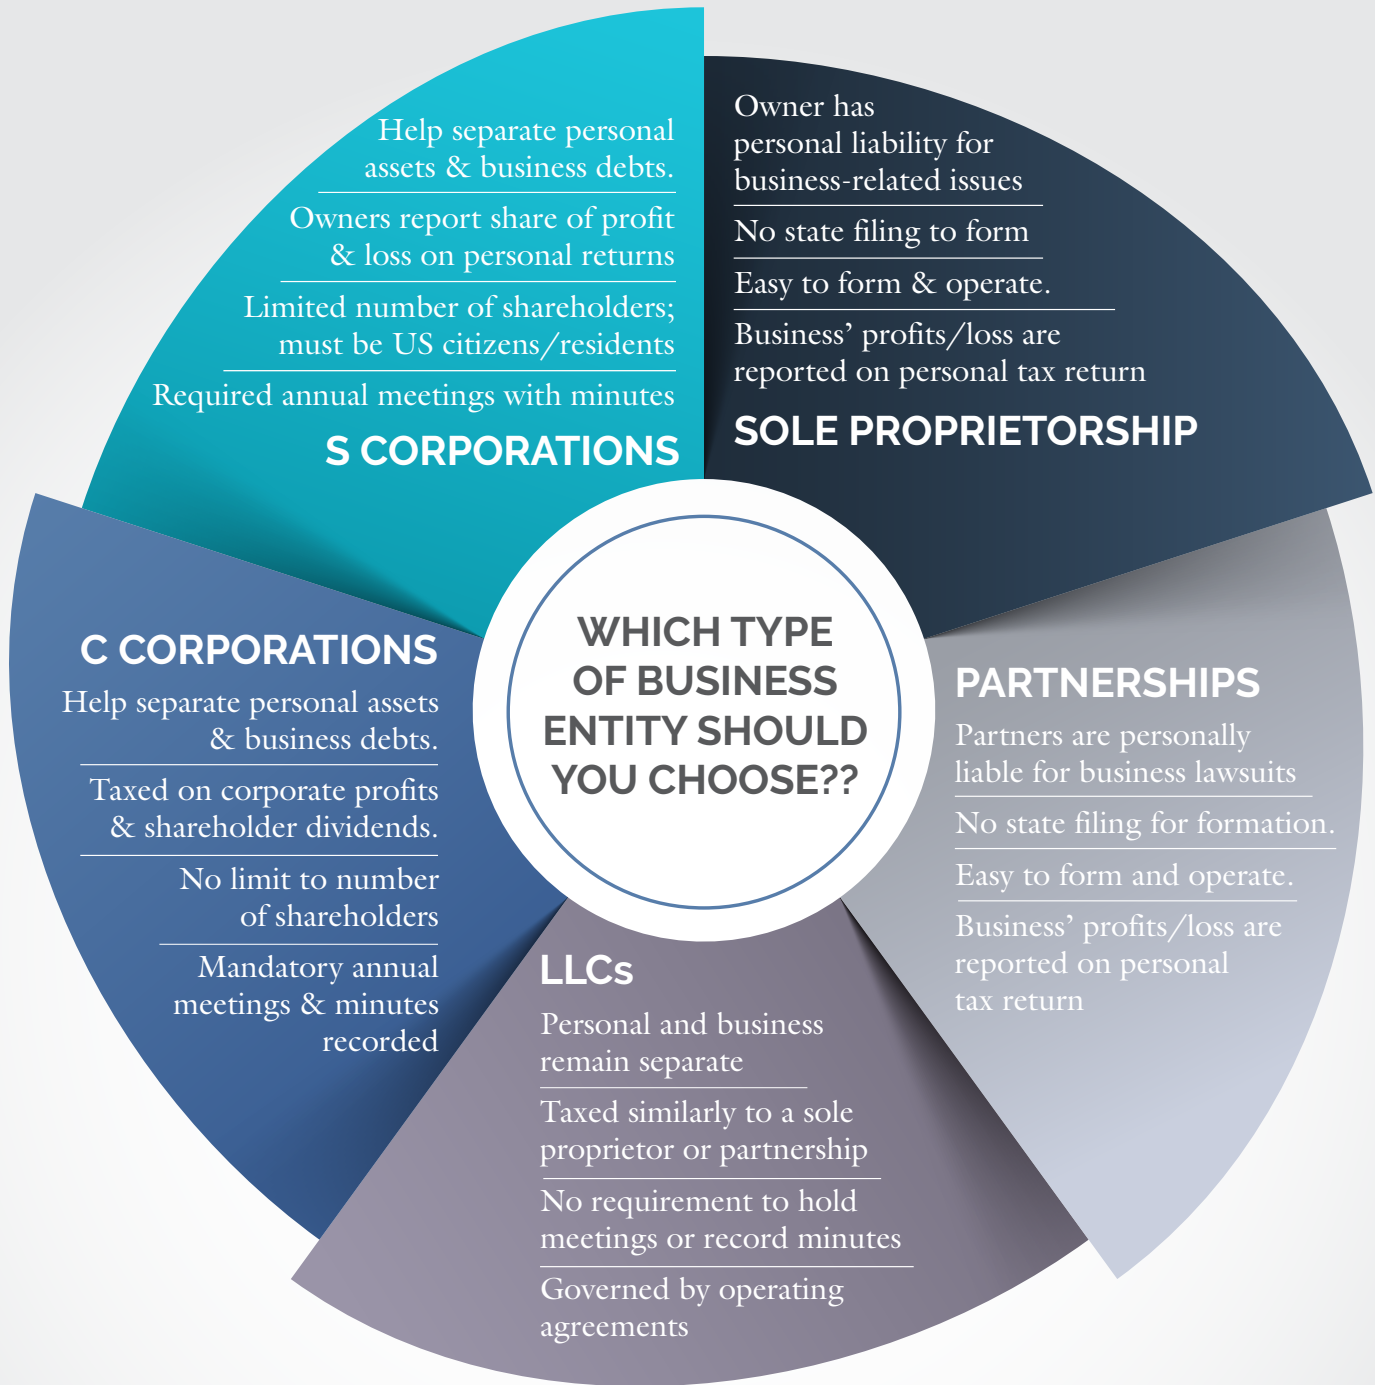 WHICH TYPE
OF BUSINESS
ENTITY SHOULD
YOU CHOOSE??
Owner has
personal liability for
business-related issues
No state filing to form
Easy to form & operate.
Business’ profits/loss are
reported on personal tax return
SOLE PROPRIETORSHIP
PARTNERSHIPS
Partners are personally
liable for business lawsuits
No state filing for formation.
Easy to form and operate.
Business’ profits/loss are
reported on personal
tax return
LLCs
Personal and business
remain separate
Taxed similarly to a sole
proprietor or partnership
No requirement to hold
meetings or record minutes
Governed by operating
agreements
C CORPORATIONS
Help separate personal assets
& business debts.
Taxed on corporate profits
& shareholder dividends.
No limit to number
of shareholders
Mandatory annual
meetings & minutes
recorded
Help separate personal
assets & business debts.
Owners report share of profit
& loss on personal returns
Limited number of shareholders;
must be US citizens/residents
Required annual meetings with minutes
S CORPORATIONS